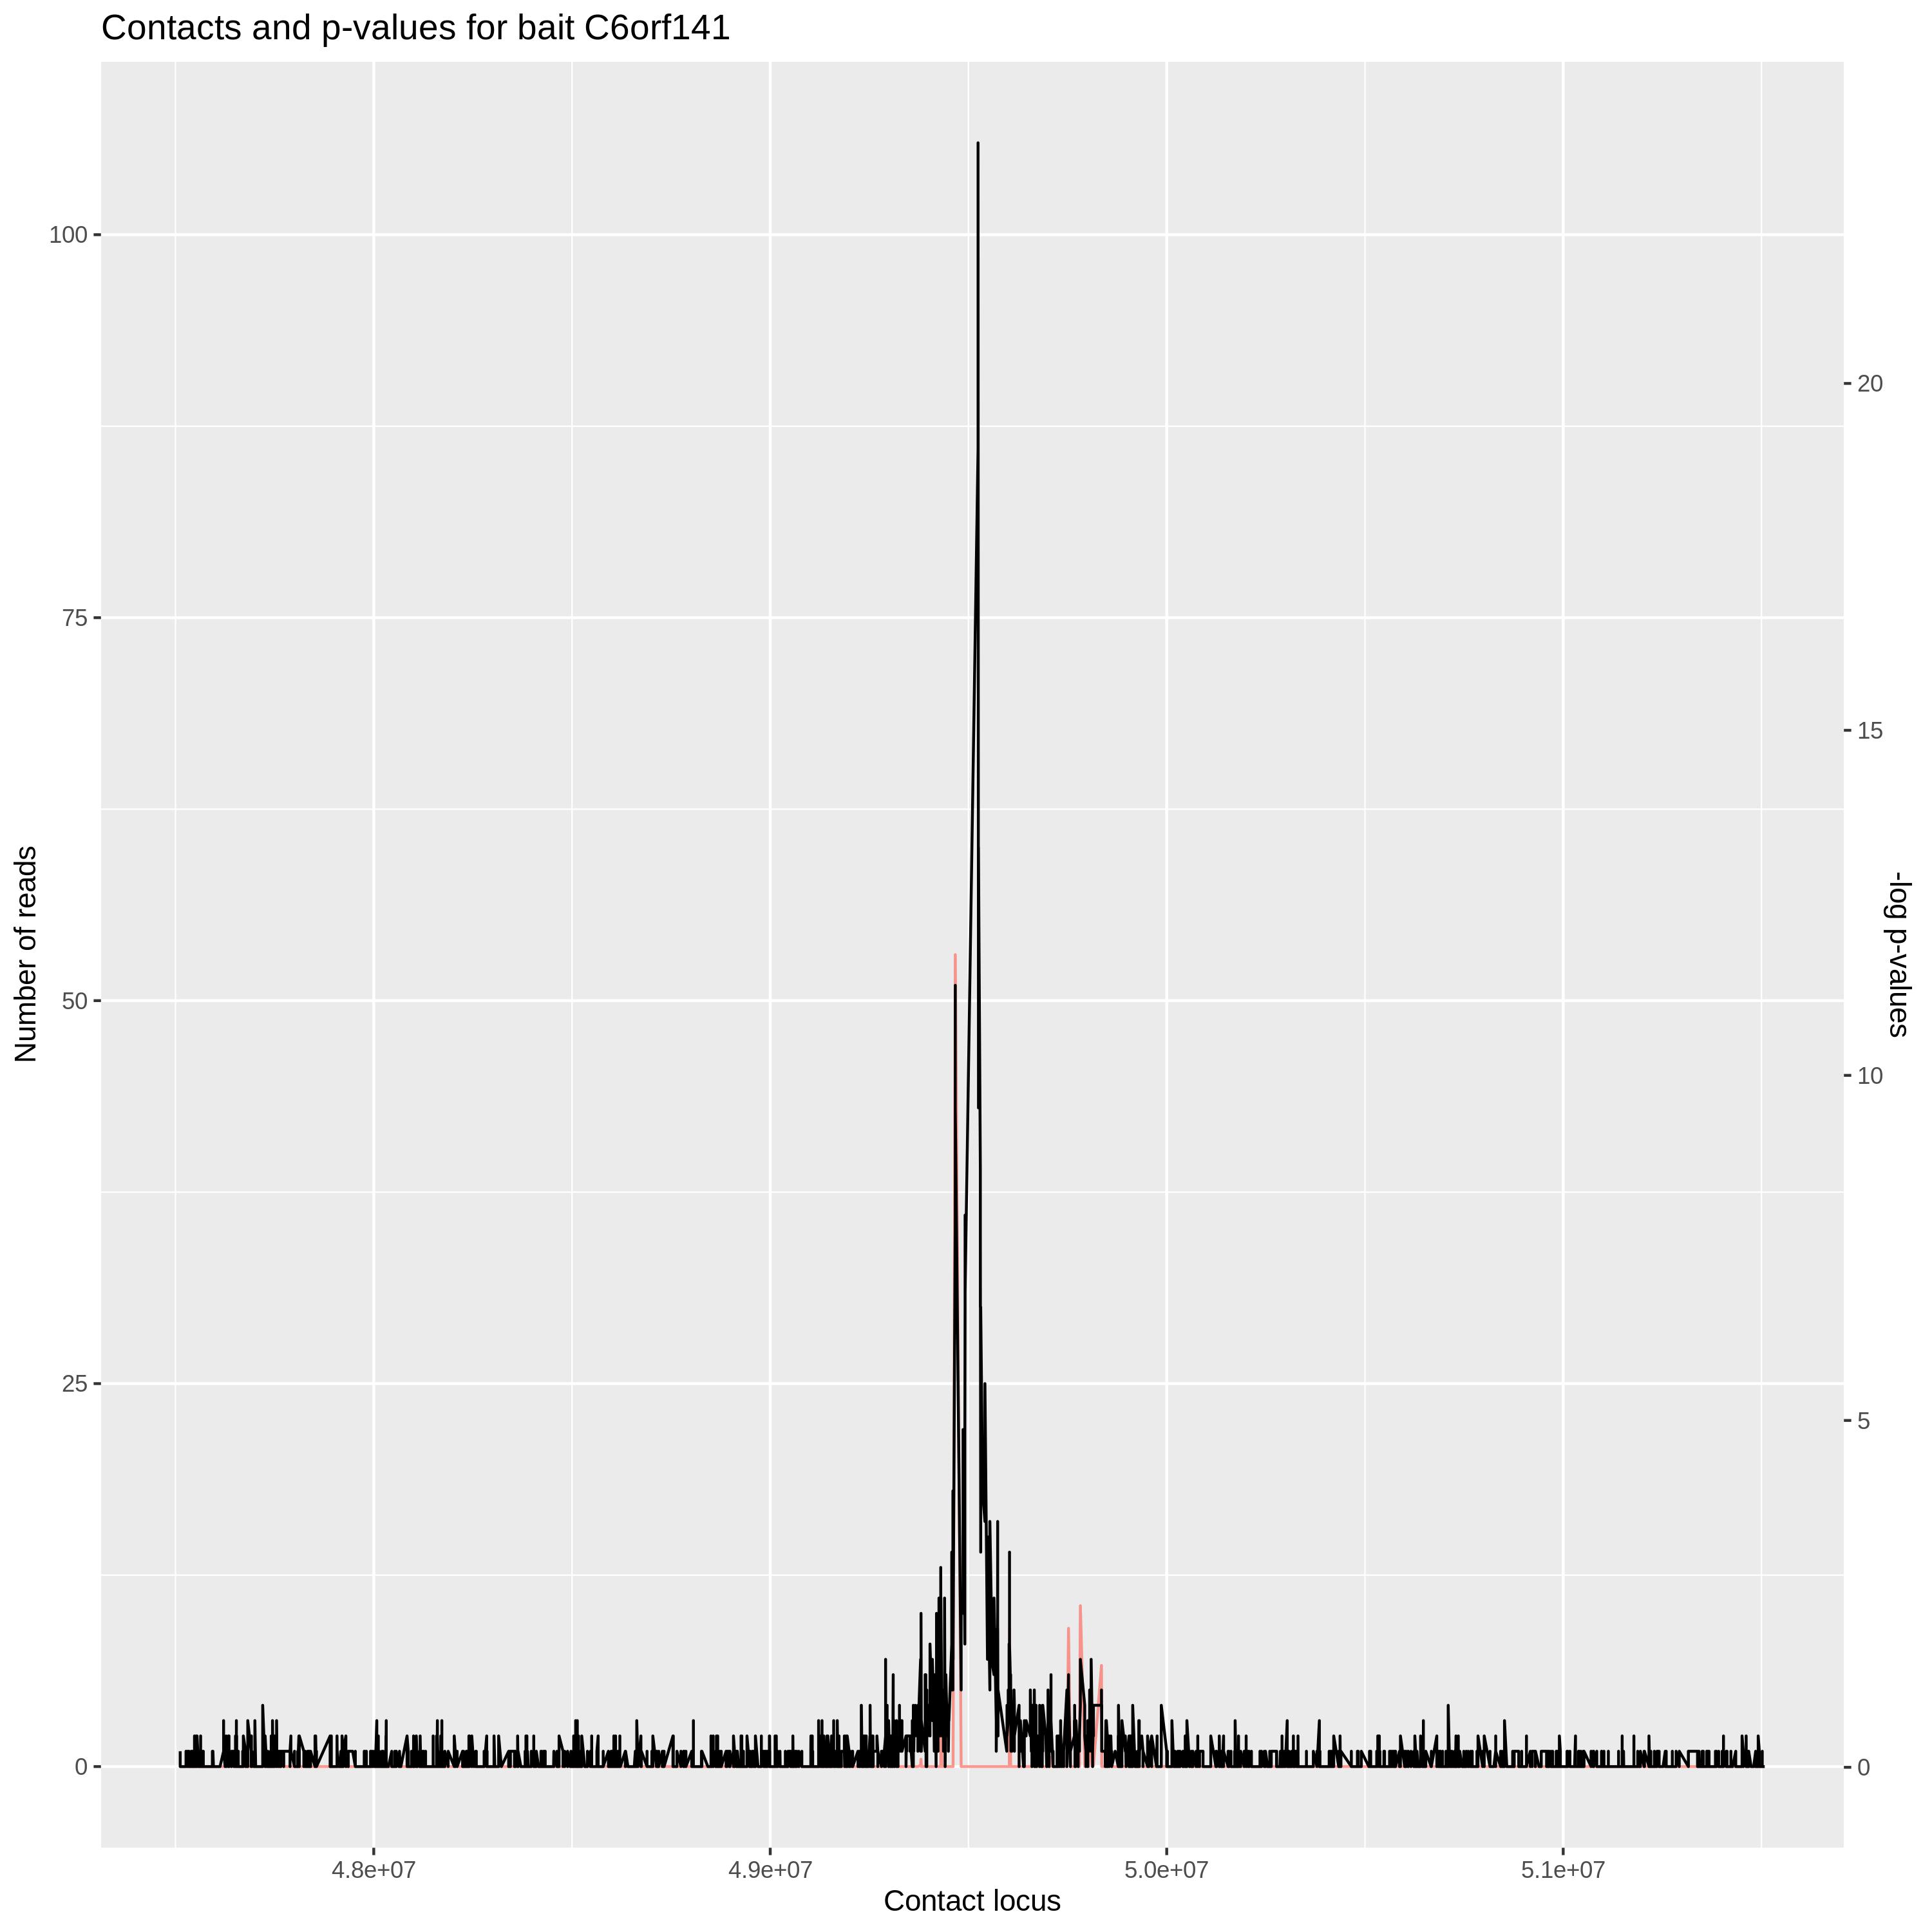 Contacts and p-values for bait C6orf141
100
75
50
25
0
Number of reads
20
15
10
5
0
-log p-values
4.8e+07
4.9e+07
5.0e+07
5.1e+07
Contact locus